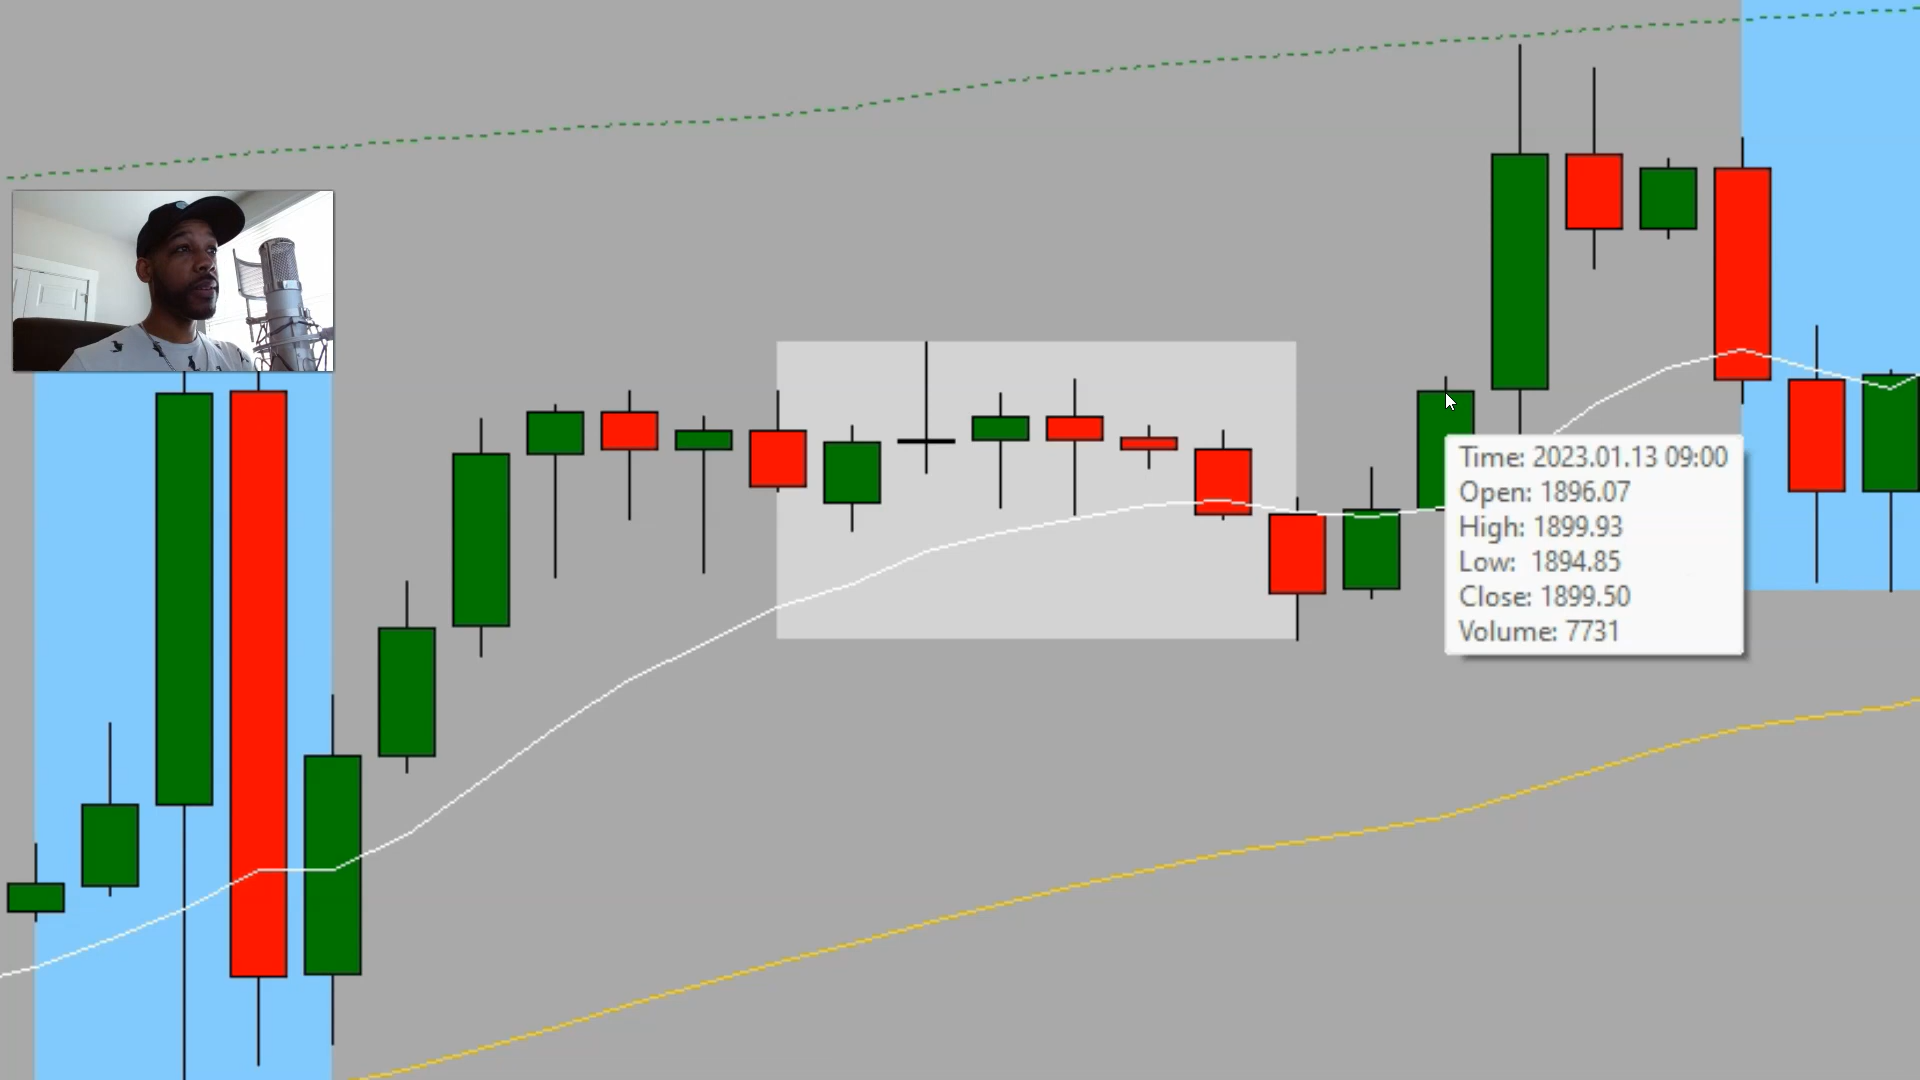 Time: 2023.01.13 09:00
Open: 1896.07
High: 1899.93
Low: 1894.85
Close: 1899.50
Volume: 7731